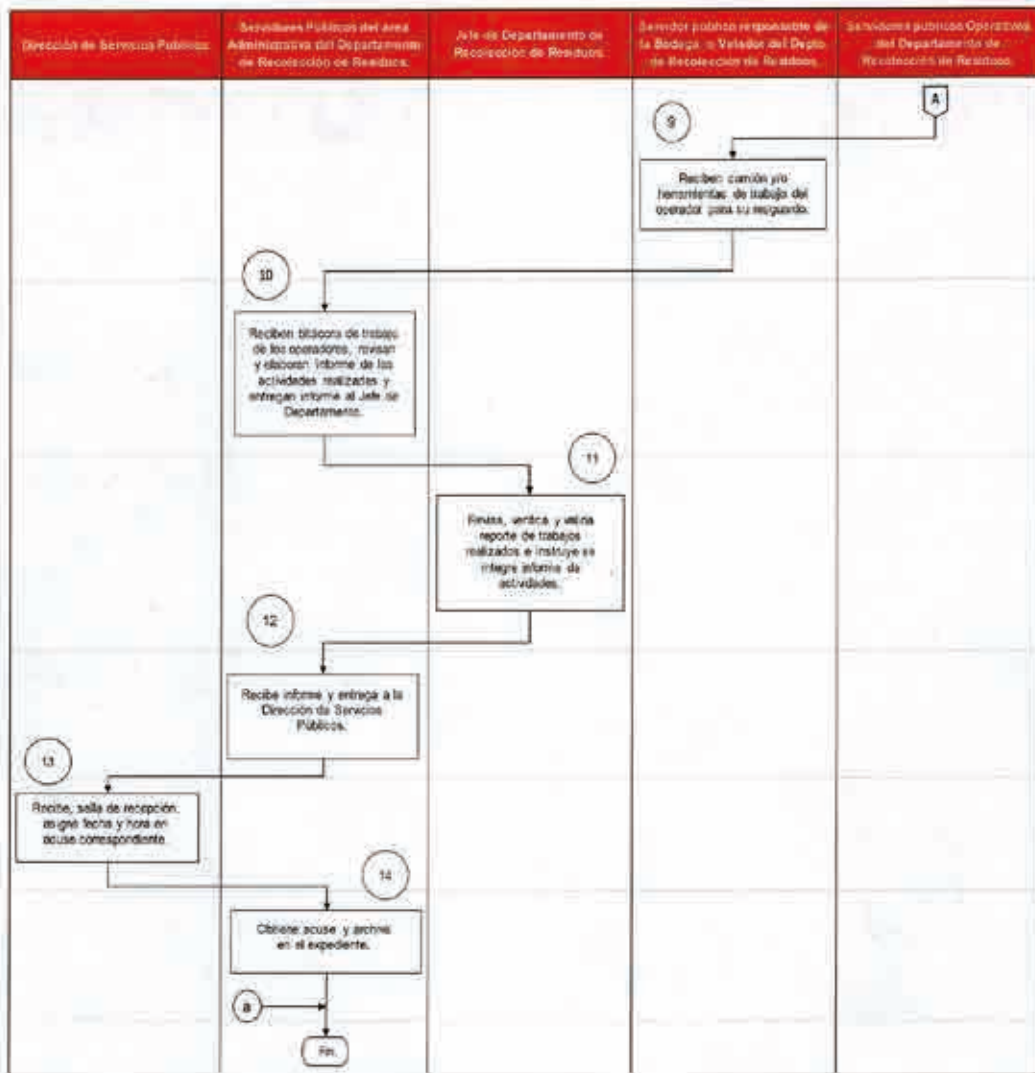 Dirección de Servicios Públicos.
Servidores Públicos del área
Administrativa del Departamento
de Recolección de Residuos.
Jefe de Departamento de
Recolección de Residuos.
Servidor público responsable de
la Bodega, o Velador del Depto.
de Recolección de Residuos.
Servidores públicos Operativos
del Departamento de
Recolección de Residuos.
A
9
Reciben camión y/o
herramientas de trabajo del
operador para su resguardo.
10
Reciben bitácora de trabajo
de los operadores, revisan
y elaboran informe de las
actividades realizadas y
entregan informe al Jefe de
Departamento.
11
Revisa, verifica y valida
reporte de trabajos
realizados e instruye se
integre informe de
actividades.
12
Recibe informe y entrega a la
Dirección de Servicios
Públicos.
13
Recibe, sella de recepción,
asigna fecha y hora en
acuse correspondiente.
14
Obtiene acuse y archiva
en el expediente.
a
Fin.